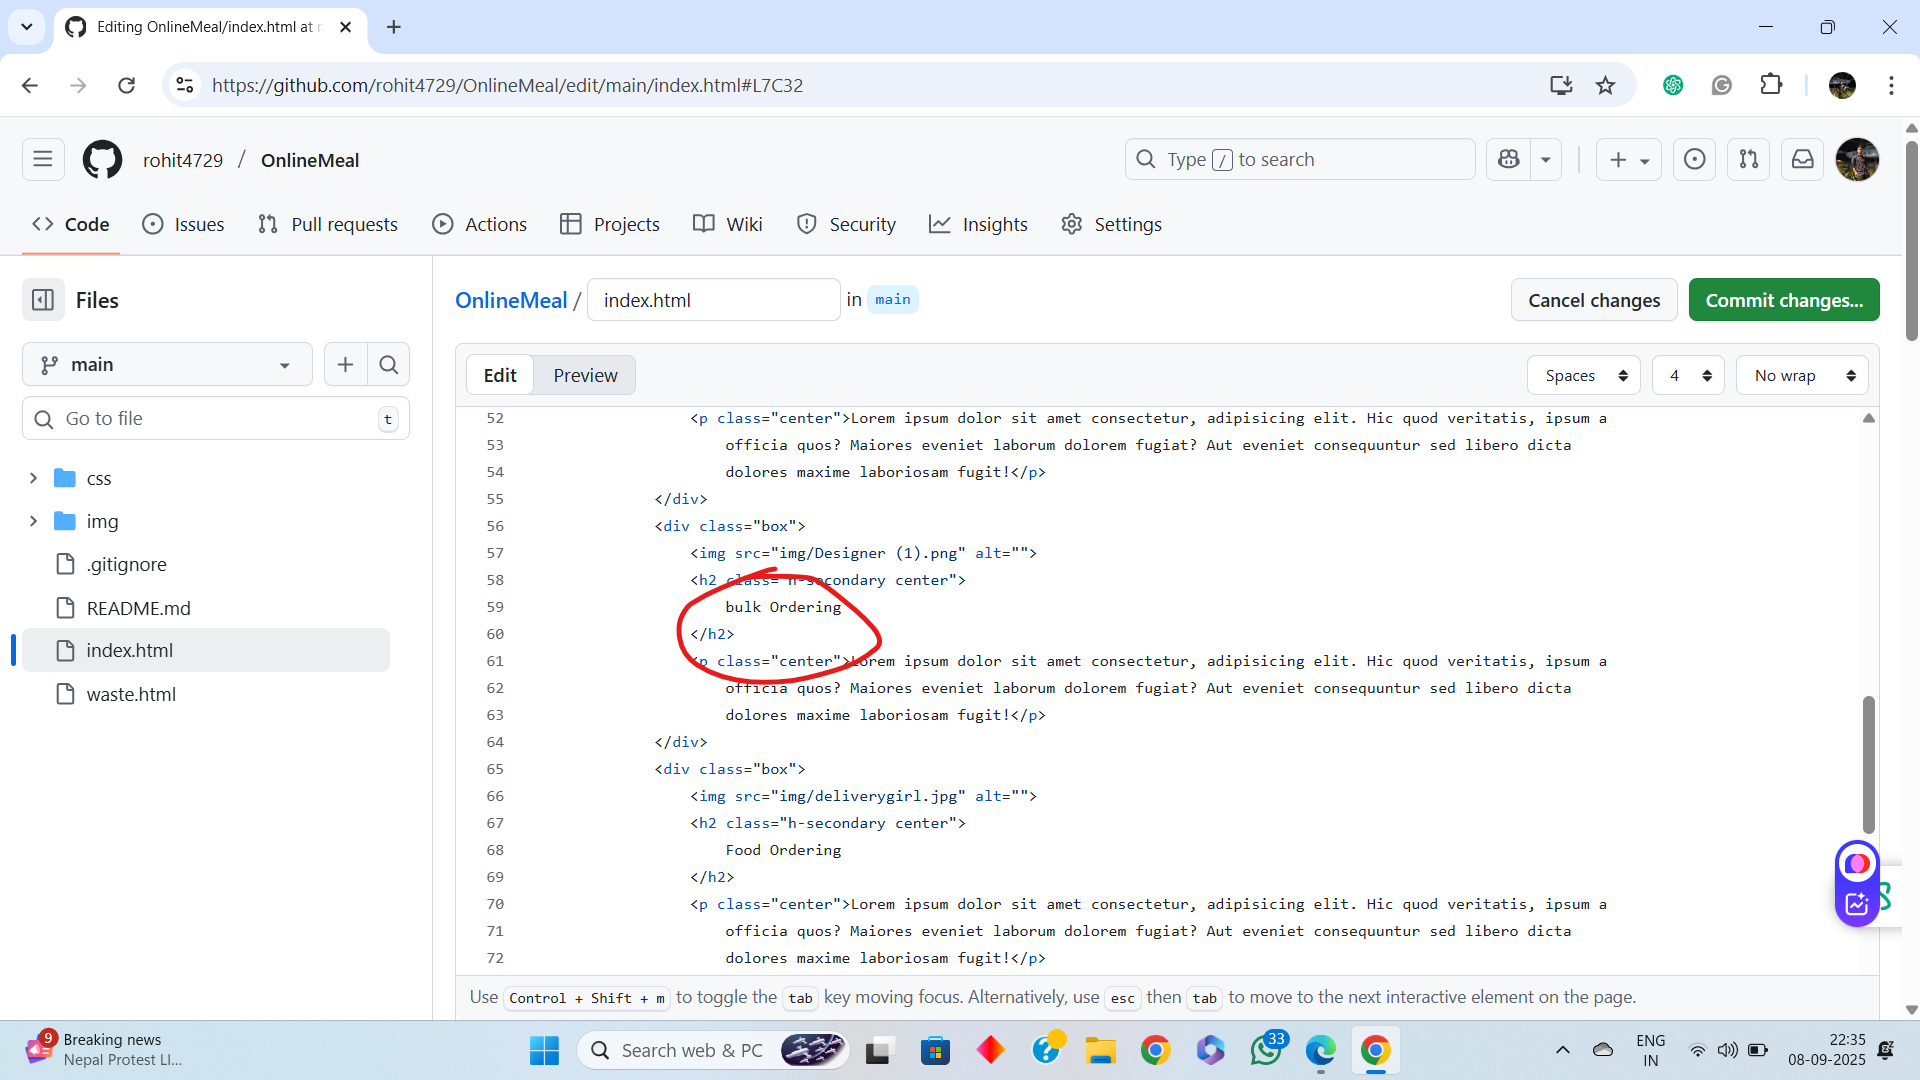 Editing OnlineMeal/index.html at
https://github.com/rohit4729/OnlineMeal/edit/main/index.html#L7C32
rohit4729 / OnlineMeal
Type / to search
Code Issues Pull requests Actions Projects Wiki Security Insights Settings
Files
OnlineMeal / index.html in main
Cancel changes Commit changes...
main
Edit Preview
Spaces 4 No wrap
Go to file t
css
img
.gitignore
README.md
index.html
waste.html
52 <p class="center">Lorem ipsum dolor sit amet consectetur, adipisicing elit. Hic quod veritatis, ipsum a
53 officia quos? Maiores eveniet laborum dolorem fugiat? Aut eveniet consequuntur sed libero dicta
54 dolores maxime laboriosam fugit!</p>
55 </div>
56 <div class="box">
57 <img src="img/Designer (1).png" alt="">
58 <h2 class="h-secondary center">
59 bulk Ordering
60 </h2>
61 <p class="center">Lorem ipsum dolor sit amet consectetur, adipisicing elit. Hic quod veritatis, ipsum a
62 officia quos? Maiores eveniet laborum dolorem fugiat? Aut eveniet consequuntur sed libero dicta
63 dolores maxime laboriosam fugit!</p>
64 </div>
65 <div class="box">
66 <img src="img/deliverygirl.jpg" alt="">
67 <h2 class="h-secondary center">
68 Food Ordering
69 </h2>
70 <p class="center">Lorem ipsum dolor sit amet consectetur, adipisicing elit. Hic quod veritatis, ipsum a
71 officia quos? Maiores eveniet laborum dolorem fugiat? Aut eveniet consequuntur sed libero dicta
72 dolores maxime laboriosam fugit!</p>
Use Control + Shift + m to toggle the tab key moving focus. Alternatively, use esc then tab to move to the next interactive element on the page.
9
Breaking news
Nepal Protest LI...
Search web & PC
33
ENG
IN
22:35
08-09-2025